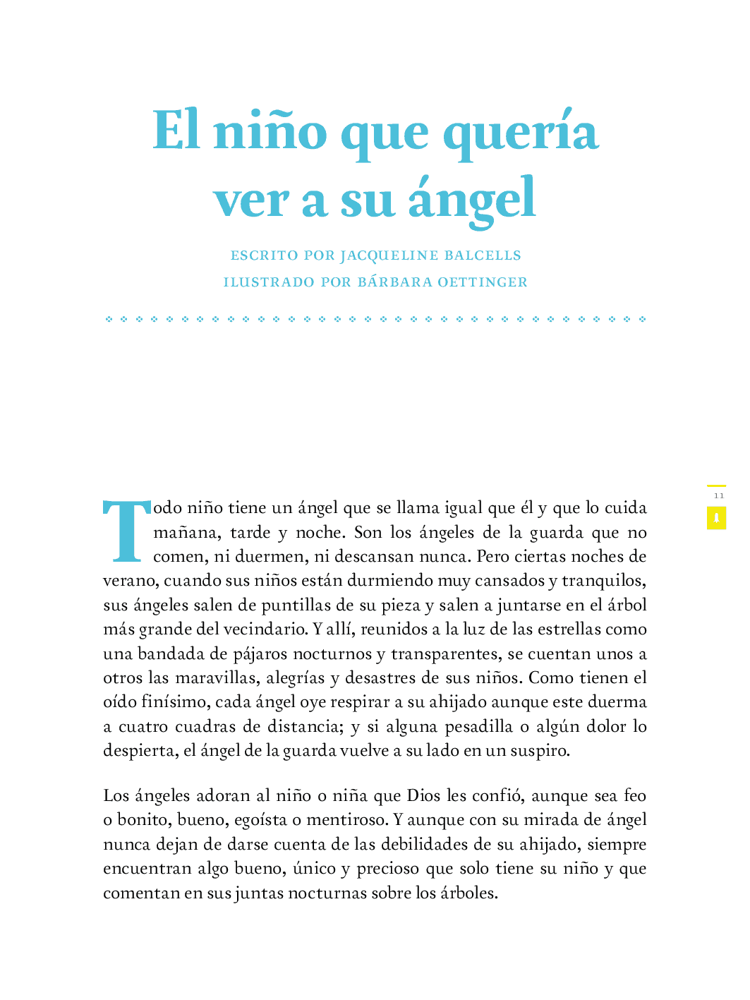 El niño que quería
ver a su ángel
ESCRITO POR JACQUELINE BALCELLS
ILUSTRADO POR BÁRBARA OETTINGER
Todo niño tiene un ángel que se llama igual que él y que lo cuida
mañana, tarde y noche. Son los ángeles de la guarda que no
comen, ni duermen, ni descansan nunca. Pero ciertas noches de
verano, cuando sus niños están durmiendo muy cansados y tranquilos,
sus ángeles salen de puntillas de su pieza y salen a juntarse en el árbol
más grande del vecindario. Y allí, reunidos a la luz de las estrellas como
una bandada de pájaros nocturnos y transparentes, se cuentan unos a
otros las maravillas, alegrías y desastres de sus niños. Como tienen el
oído finísimo, cada ángel oye respirar a su ahijado aunque este duerma
a cuatro cuadras de distancia; y si alguna pesadilla o algún dolor lo
despierta, el ángel de la guarda vuelve a su lado en un suspiro.
11
Los ángeles adoran al niño o niña que Dios les confió, aunque sea feo
o bonito, bueno, egoísta o mentiroso. Y aunque con su mirada de ángel
nunca dejan de darse cuenta de las debilidades de su ahijado, siempre
encuentran algo bueno, único y precioso que solo tiene su niño y que
comentan en sus juntas nocturnas sobre los árboles.